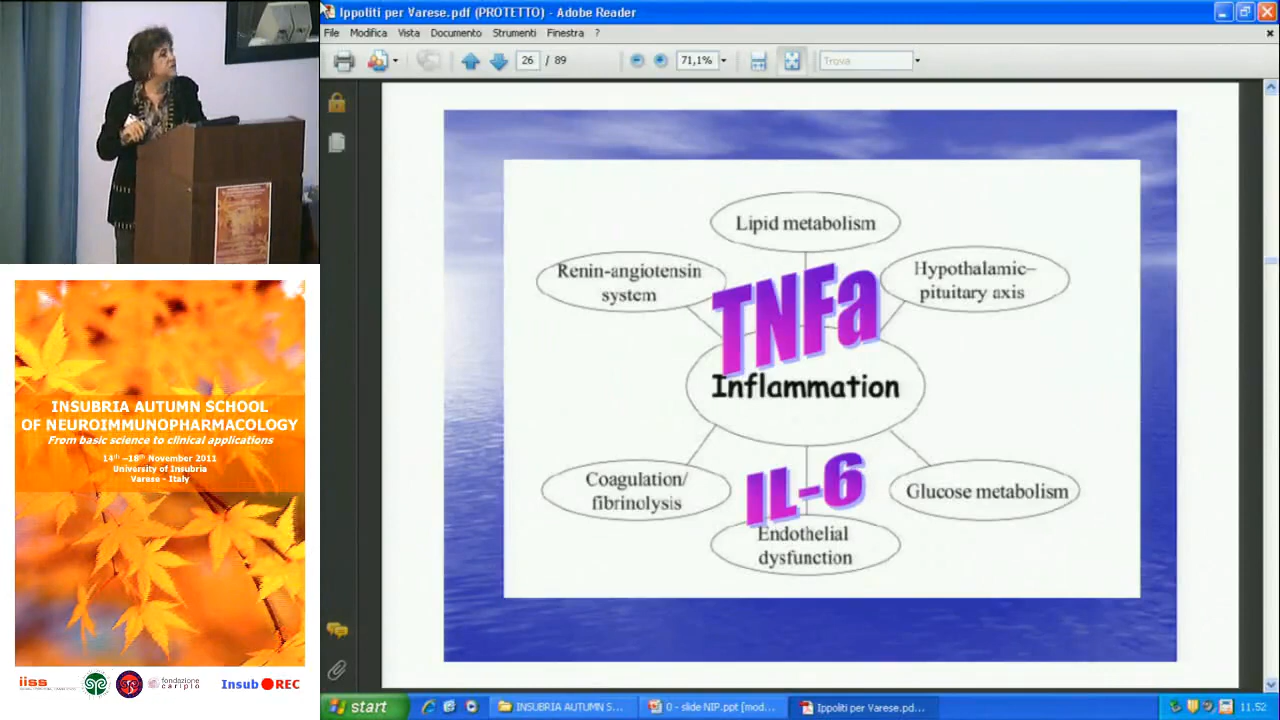 Ippoliti per Varese.pdf (PROTETTO) - Adobe Reader
File Modifica Vista Documento Strumenti Finestra ?
26 / 89 71,1% Trova
Lipid metabolism
Renin-angiotensin
system
Hypothalamic–
pituitary axis
TNFa
Inflammation
Coagulation/
fibrinolysis
IL-6
Glucose metabolism
Endothelial
dysfunction
INSUBRIA AUTUMN SCHOOL
OF NEUROIMMUNOPHARMACOLOGY
From basic science to clinical applications
14th –18th November 2011
University of Insubria
Varese - Italy
iiss
fondazione
cariplo
Insub REC
start
INSUBRIA AUTUMN S...
0 - slide NIP.ppt [mod...
Ippoliti per Varese.pd...
11.52